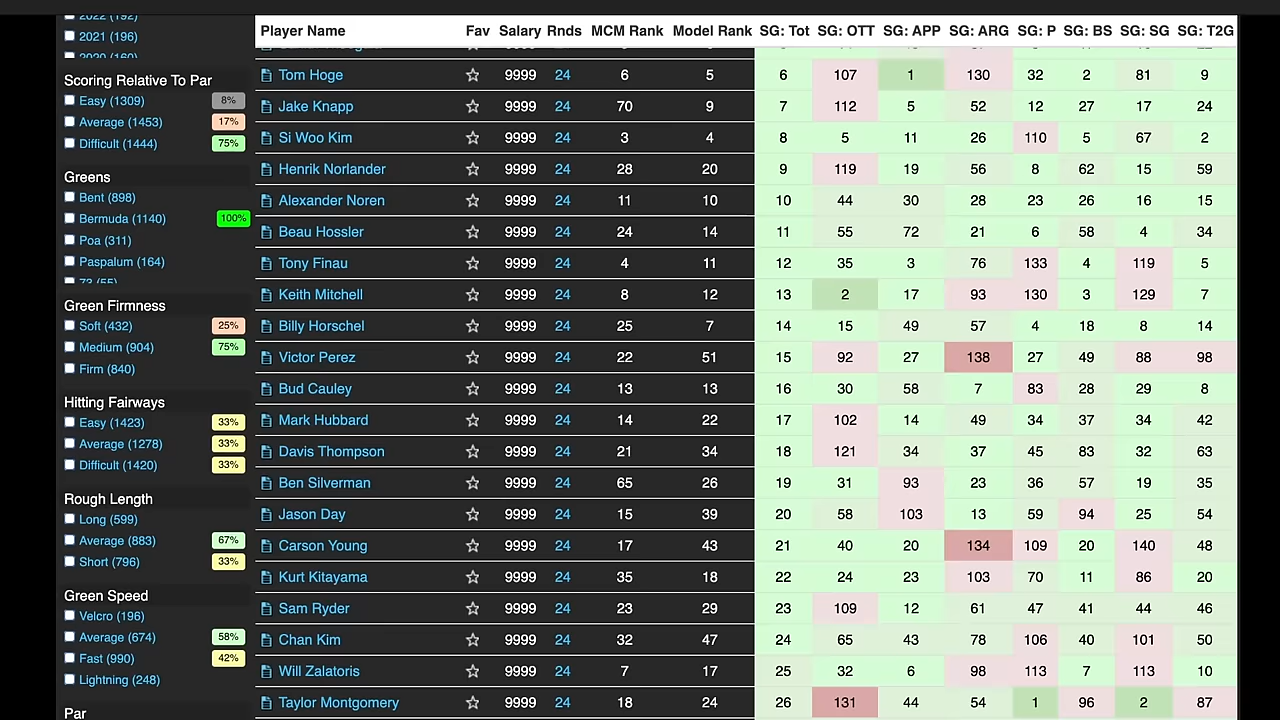 2022 (192)
2021 (196)
2020 (160)
Scoring Relative To Par
Easy (1309) 8%
Average (1453) 17%
Difficult (1444) 75%
Greens
Bent (898)
Bermuda (1140) 100%
Poa (311)
Paspalum (164)
Green Firmness
Soft (432) 25%
Medium (904) 75%
Firm (840)
Hitting Fairways
Easy (1423) 33%
Average (1278) 33%
Difficult (1420) 33%
Rough Length
Long (599)
Average (883) 67%
Short (796) 33%
Green Speed
Velcro (196)
Average (674) 58%
Fast (990) 42%
Lightning (248)
Par
Player Name Fav Salary Rnds MCM Rank Model Rank SG: Tot SG: OTT SG: APP SG: ARG SG: P SG: BS SG: SG SG: T2G
Tom Hoge 9999 24 6 5 6 107 1 130 32 2 81 9
Jake Knapp 9999 24 70 9 7 112 5 52 12 27 17 24
Si Woo Kim 9999 24 3 4 8 5 11 26 110 5 67 2
Henrik Norlander 9999 24 28 20 9 119 19 56 8 62 15 59
Alexander Noren 9999 24 11 10 10 44 30 28 23 26 16 15
Beau Hossler 9999 24 24 14 11 55 72 21 6 58 4 34
Tony Finau 9999 24 4 11 12 35 3 76 133 4 119 5
Keith Mitchell 9999 24 8 12 13 2 17 93 130 3 129 7
Billy Horschel 9999 24 25 7 14 15 49 57 4 18 8 14
Victor Perez 9999 24 22 51 15 92 27 138 27 49 88 98
Bud Cauley 9999 24 13 13 16 30 58 7 83 28 29 8
Mark Hubbard 9999 24 14 22 17 102 14 49 34 37 34 42
Davis Thompson 9999 24 21 34 18 121 34 37 45 83 32 63
Ben Silverman 9999 24 65 26 19 31 93 23 36 57 19 35
Jason Day 9999 24 15 39 20 58 103 13 59 94 25 54
Carson Young 9999 24 17 43 21 40 20 134 109 20 140 48
Kurt Kitayama 9999 24 35 18 22 24 23 103 70 11 86 20
Sam Ryder 9999 24 23 29 23 109 12 61 47 41 44 46
Chan Kim 9999 24 32 47 24 65 43 78 106 40 101 50
Will Zalatoris 9999 24 7 17 25 32 6 98 113 7 113 10
Taylor Montgomery 9999 24 18 24 26 131 44 54 1 96 2 87